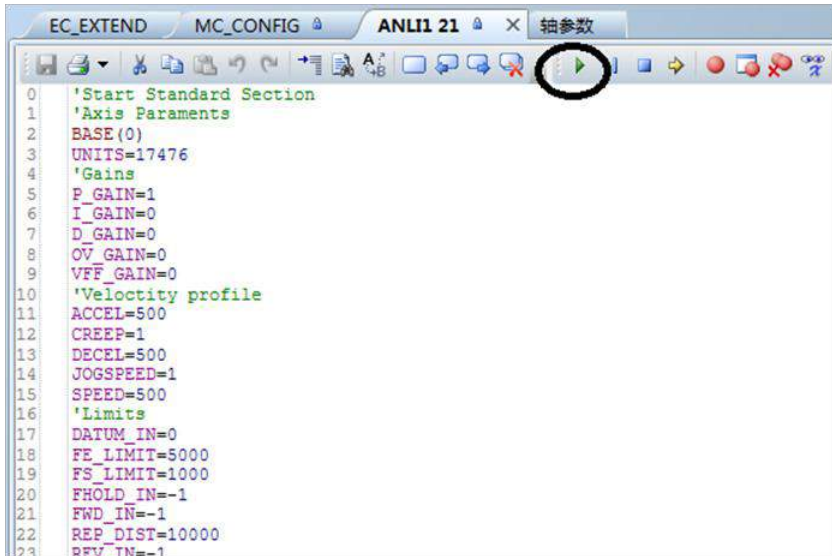 EC_EXTEND MC_CONFIG ANLI1 21 轴参数
0 'Start Standard Section
1 'Axis Paraments
2 BASE(0)
3 UNITS=17476
4 'Gains
5 P_GAIN=1
6 I_GAIN=0
7 D_GAIN=0
8 OV_GAIN=0
9 VFF_GAIN=0
10 'Veloctity profile
11 ACCEL=500
12 CREEP=1
13 DECEL=500
14 JOGSPEED=1
15 SPEED=500
16 'Limits
17 DATUM_IN=0
18 FE_LIMIT=5000
19 FS_LIMIT=1000
20 FHOLD_IN=-1
21 FWD_IN=-1
22 REP_DIST=10000
23 REV_IN=-1